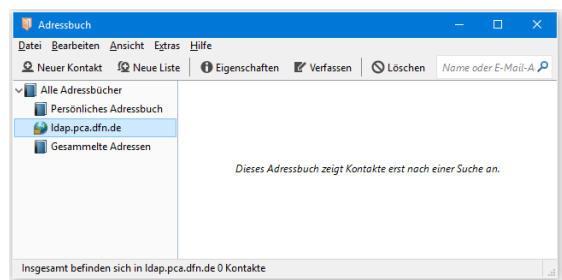 Adressbuch
Datei Bearbeiten Ansicht Extras Hilfe
Neuer Kontakt Neue Liste Eigenschaften Verfassen Löschen Name oder E-Mail-A
Alle Adressbücher
Persönliches Adressbuch
ldap.pca.dfn.de
Gesammelte Adressen
Dieses Adressbuch zeigt Kontakte erst nach einer Suche an.
Insgesamt befinden sich in ldap.pca.dfn.de 0 Kontakte